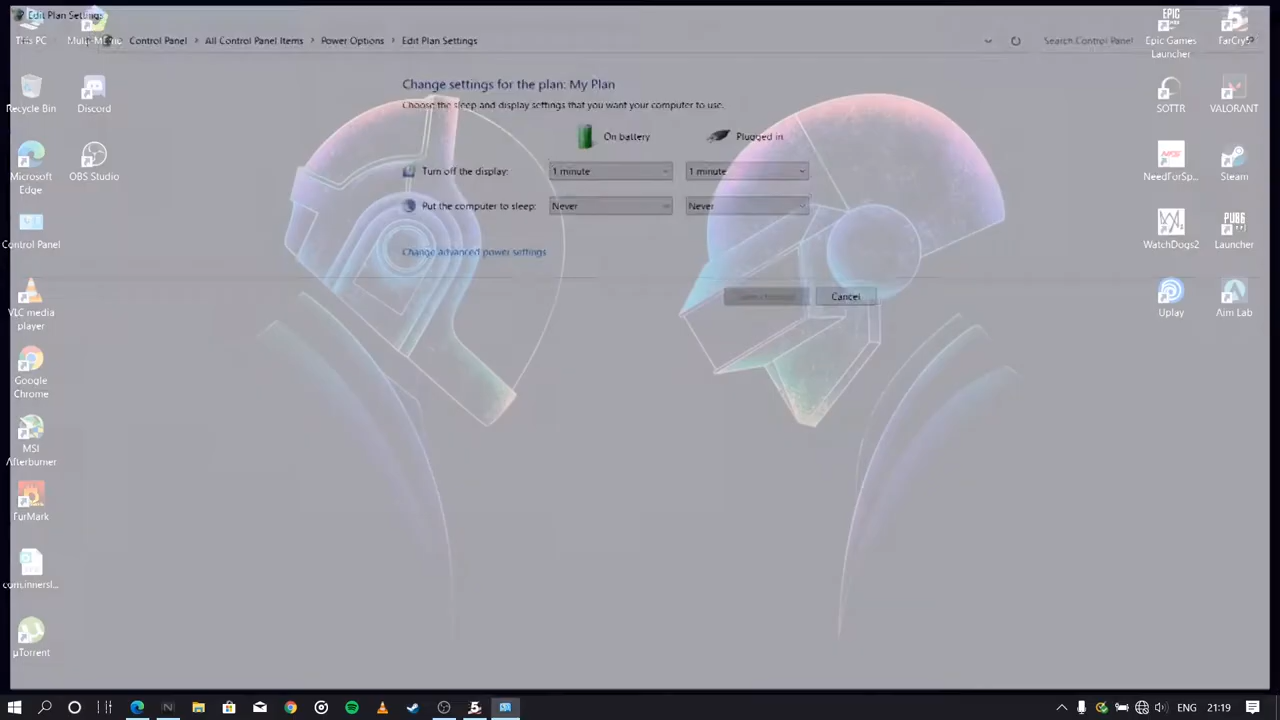 Edit Plan Settings
Control Panel
All Control Panel Items
Power Options
Edit Plan Settings
Search Control Panel
Change settings for the plan: My Plan
Choose the sleep and display settings that you want your computer to use.
On battery
Plugged in
Turn off the display:
1 minute
1 minute
Put the computer to sleep:
Never
Never
Change advanced power settings
Cancel
This PC
Multi-Menu
Recycle Bin
Discord
Microsoft
Edge
OBS Studio
Control Panel
VLC media
player
Google
Chrome
MSI
Afterburner
FurMark
com.innersl...
µTorrent
Epic Games
Launcher
FarCry5
SOTTR
VALORANT
NeedForSp...
Steam
WatchDogs2
PUBG
Launcher
Uplay
Aim Lab
ENG
21:19